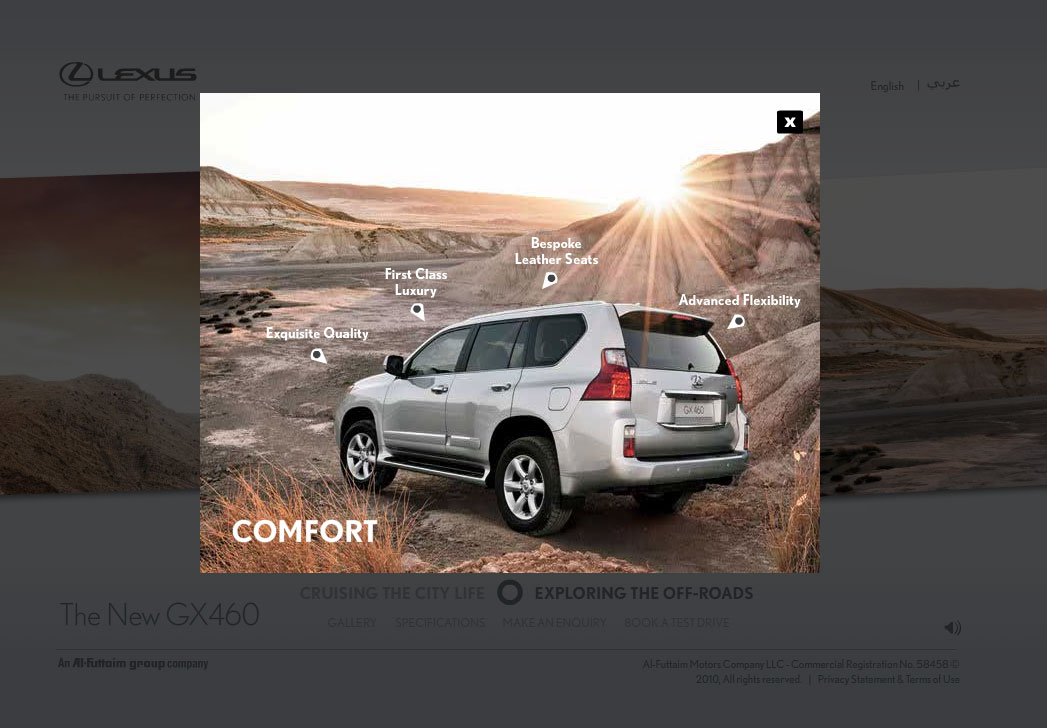 LEXUS
THE PURSUIT OF PERFECTION.
English | عربي
X
Bespoke
Leather Seats
First Class
Luxury
Advanced Flexibility
Exquisite Quality
GX 460
COMFORT
CRUISING THE CITY LIFE
EXPLORING THE OFF-ROADS
The New GX460
GALLERY SPECIFICATIONS MAKE AN ENQUIRY BOOK A TEST DRIVE
An Al-Futtaim group company
Al-Futtaim Motors Company LLC - Commercial Registration No. 58458 ©
2010, All rights reserved. | Privacy Statement & Terms of Use